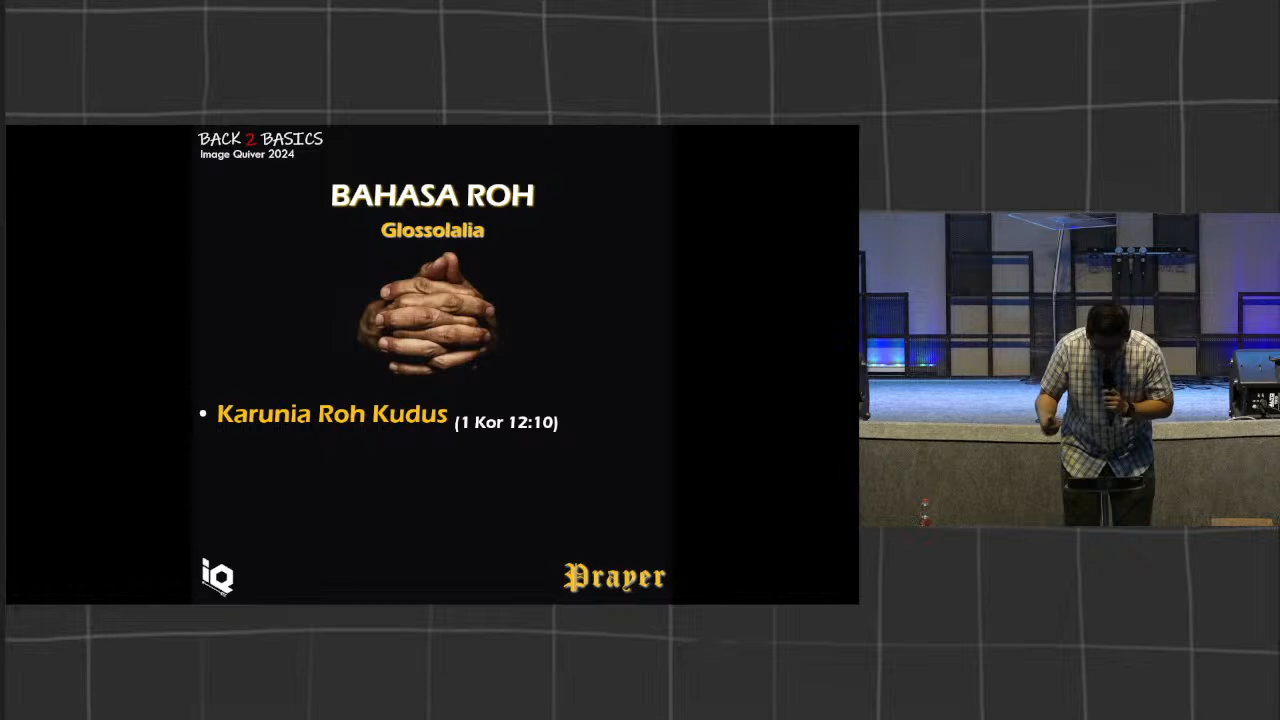 BACK 2 BASICS
Image Quiver 2024
BAHASA ROH
Glossolalia
• Karunia Roh Kudus (1 Kor 12:10)
iQ
Prayer